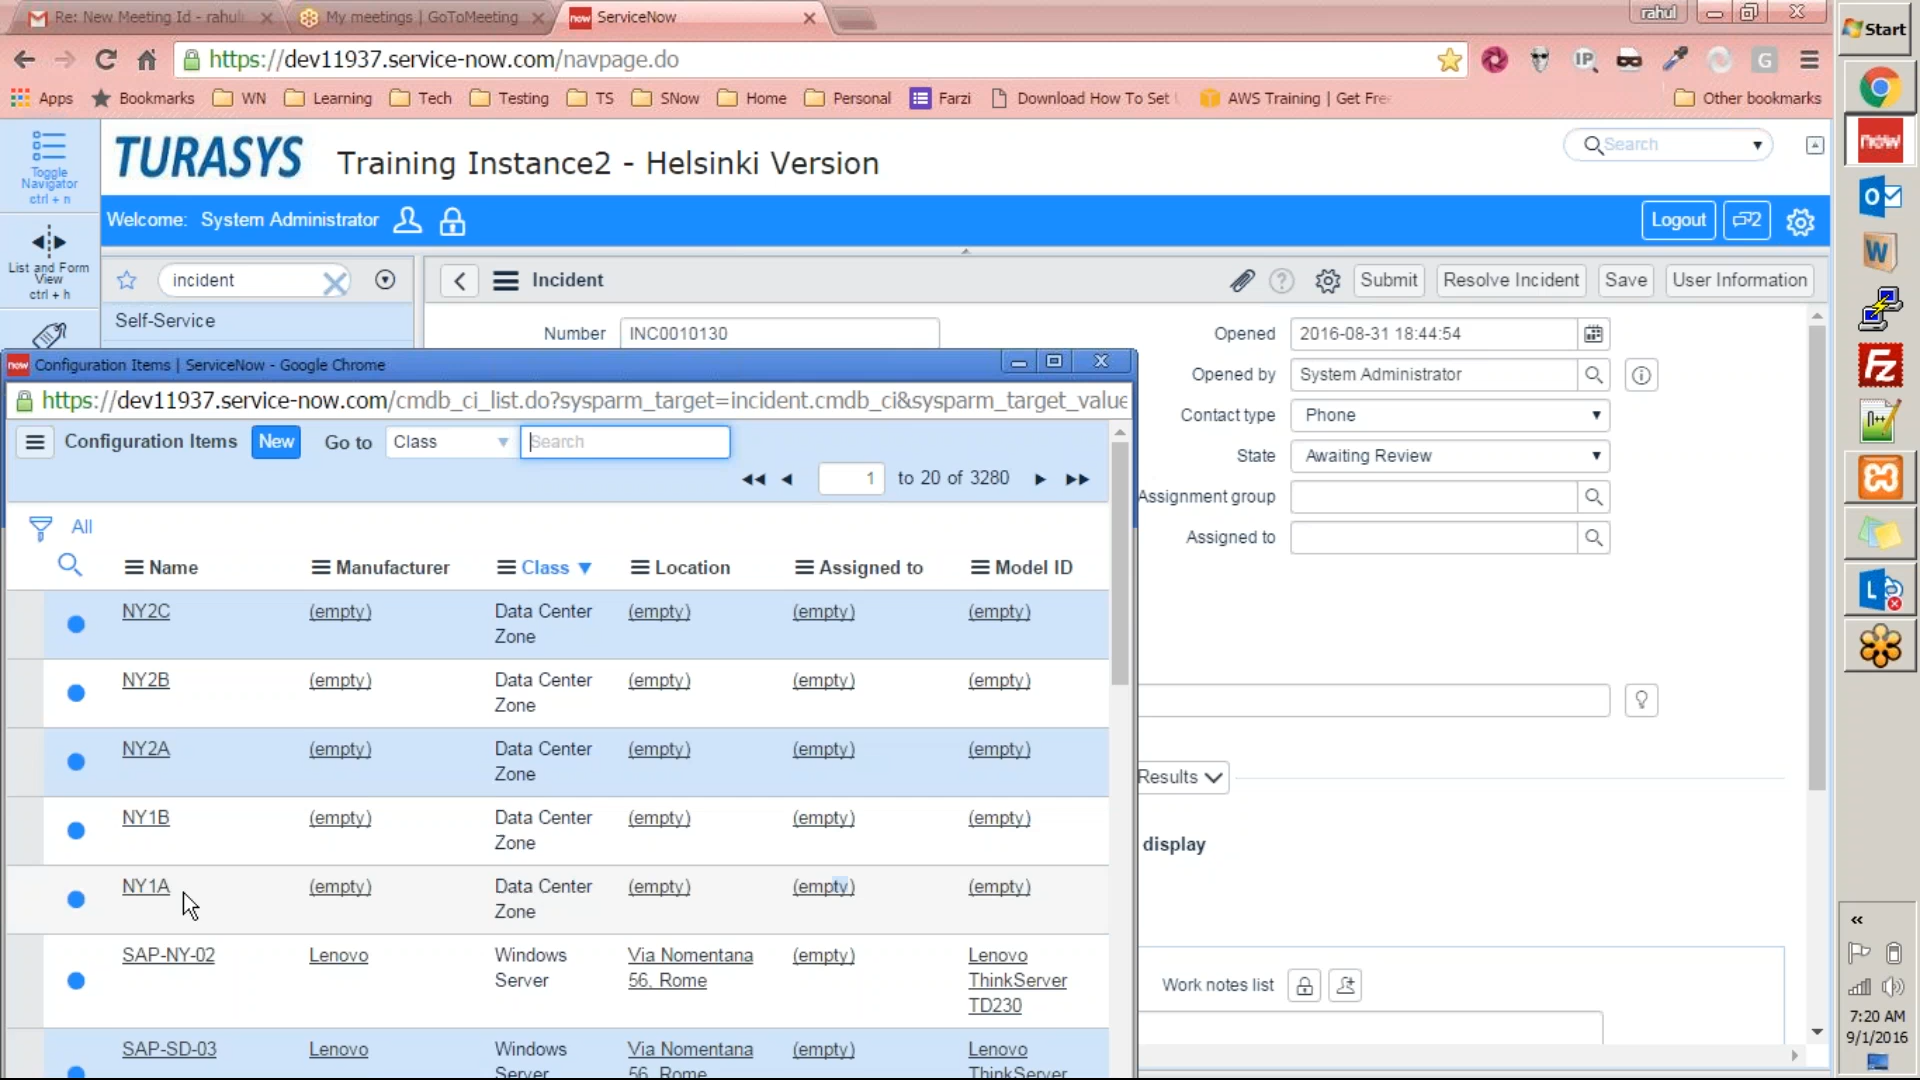 Re: New Meeting Id - rahul
My meetings | GoToMeeting
now ServiceNow
rahul
https://dev11937.service-now.com/navpage.do
IP
G
Apps
Bookmarks
WN
Learning
Tech
Testing
TS
SNow
Home
Personal
Farzi
Download How To Set
AWS Training | Get Fre
Other bookmarks
Start
Toggle
Navigator
ctrl + n
TURASYS
Training Instance2 - Helsinki Version
Search
now
Welcome: System Administrator
Logout
2
List and Form
View
ctrl + h
incident
Incident
Submit
Resolve Incident
Save
User Information
Self-Service
Number
INC0010130
Opened
2016-08-31 18:44:54
Opened by
System Administrator
Contact type
Phone
State
Awaiting Review
Assignment group
Assigned to
Results
display
Work notes list
now Configuration Items | ServiceNow - Google Chrome
https://dev11937.service-now.com/cmdb_ci_list.do?sysparm_target=incident.cmdb_ci&sysparm_target_value
Configuration Items
New
Go to
Class
Search
1 to 20 of 3280
All
Name Manufacturer Class Location Assigned to Model ID
NY2C (empty) Data Center (empty) (empty) (empty)
Zone
NY2B (empty) Data Center (empty) (empty) (empty)
Zone
NY2A (empty) Data Center (empty) (empty) (empty)
Zone
NY1B (empty) Data Center (empty) (empty) (empty)
Zone
NY1A (empty) Data Center (empty) (empty) (empty)
Zone
SAP-NY-02 Lenovo Windows Via Nomentana (empty) Lenovo
Server 56, Rome ThinkServer
TD230
SAP-SD-03 Lenovo Windows Via Nomentana (empty) Lenovo
Server 56, Rome ThinkServer
W
Fz
L
7:20 AM
9/1/2016